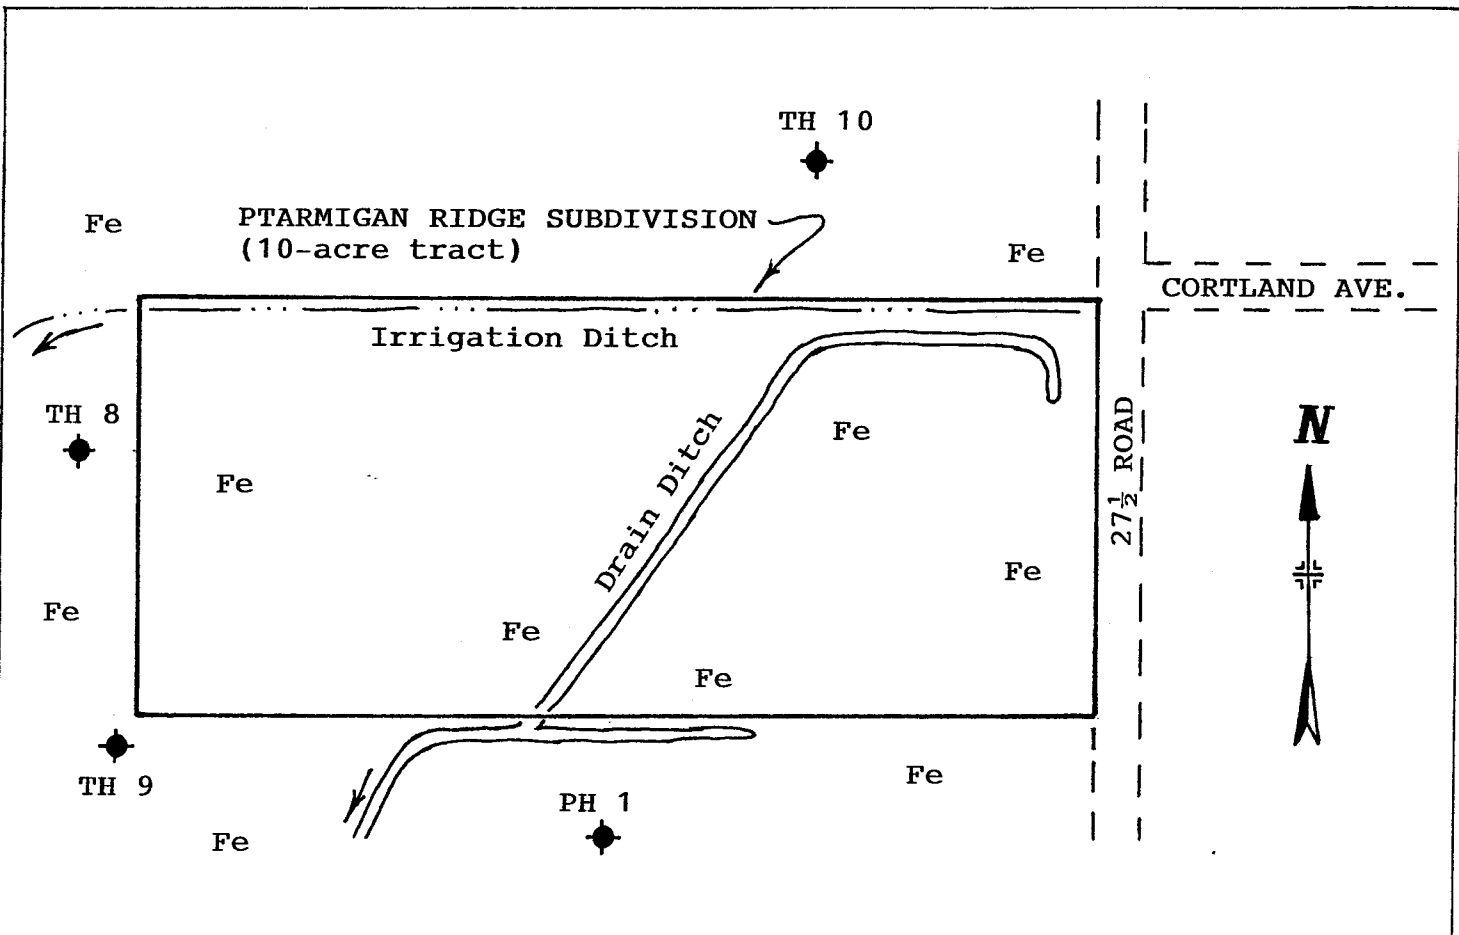 TH 10
Fe
PTARMIGAN RIDGE SUBDIVISION
(10-acre tract)
Fe
CORTLAND AVE.
Irrigation Ditch
TH 8
Fe
Drain Ditch
Fe
27½ ROAD
N
Fe
Fe
Fe
Fe
TH 9
Fe
PH 1
Fe